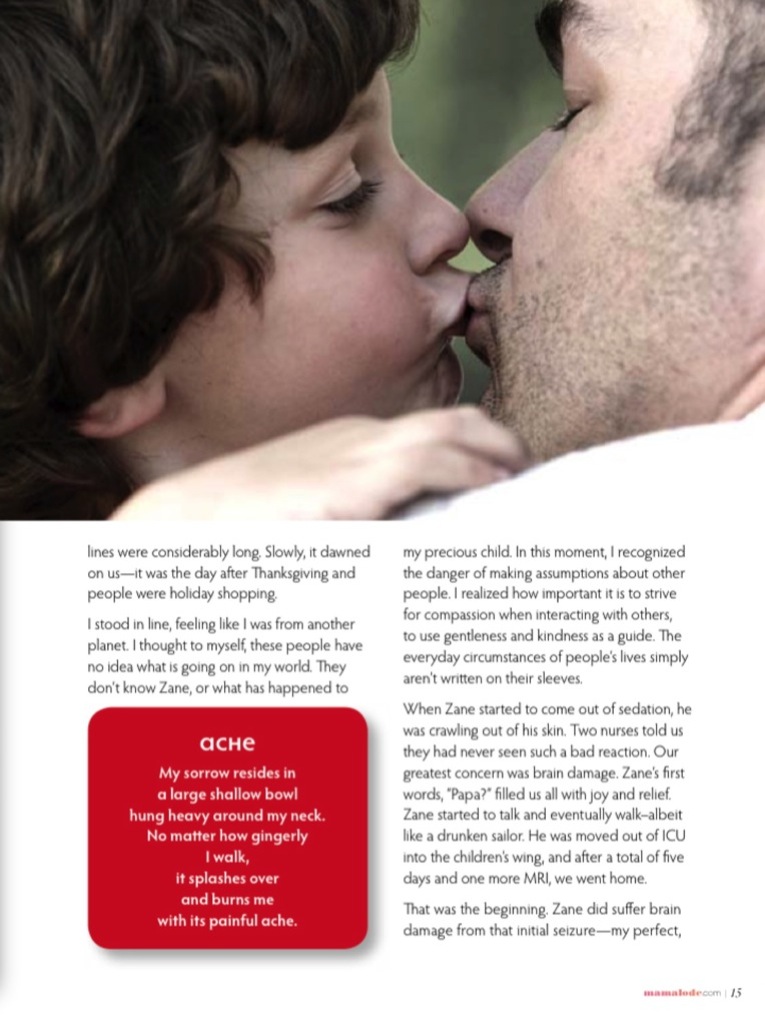 lines were considerably long. Slowly, it dawned
on us—it was the day after Thanksgiving and
people were holiday shopping.
I stood in line, feeling like I was from another
planet. I thought to myself, these people have
no idea what is going on in my world. They
don't know Zane, or what has happened to
ache
My sorrow resides in
a large shallow bowl
hung heavy around my neck.
No matter how gingerly
I walk,
it splashes over
and burns me
with its painful ache.
my precious child. In this moment, I recognized
the danger of making assumptions about other
people. I realized how important it is to strive
for compassion when interacting with others,
to use gentleness and kindness as a guide. The
everyday circumstances of people's lives simply
aren't written on their sleeves.
When Zane started to come out of sedation, he
was crawling out of his skin. Two nurses told us
they had never seen such a bad reaction. Our
greatest concern was brain damage. Zane's first
words, "Papa?" filled us all with joy and relief.
Zane started to talk and eventually walk–albeit
like a drunken sailor. He was moved out of ICU
into the children's wing, and after a total of five
days and one more MRI, we went home.
That was the beginning. Zane did suffer brain
damage from that initial seizure—my perfect,
mamalode.com | 15